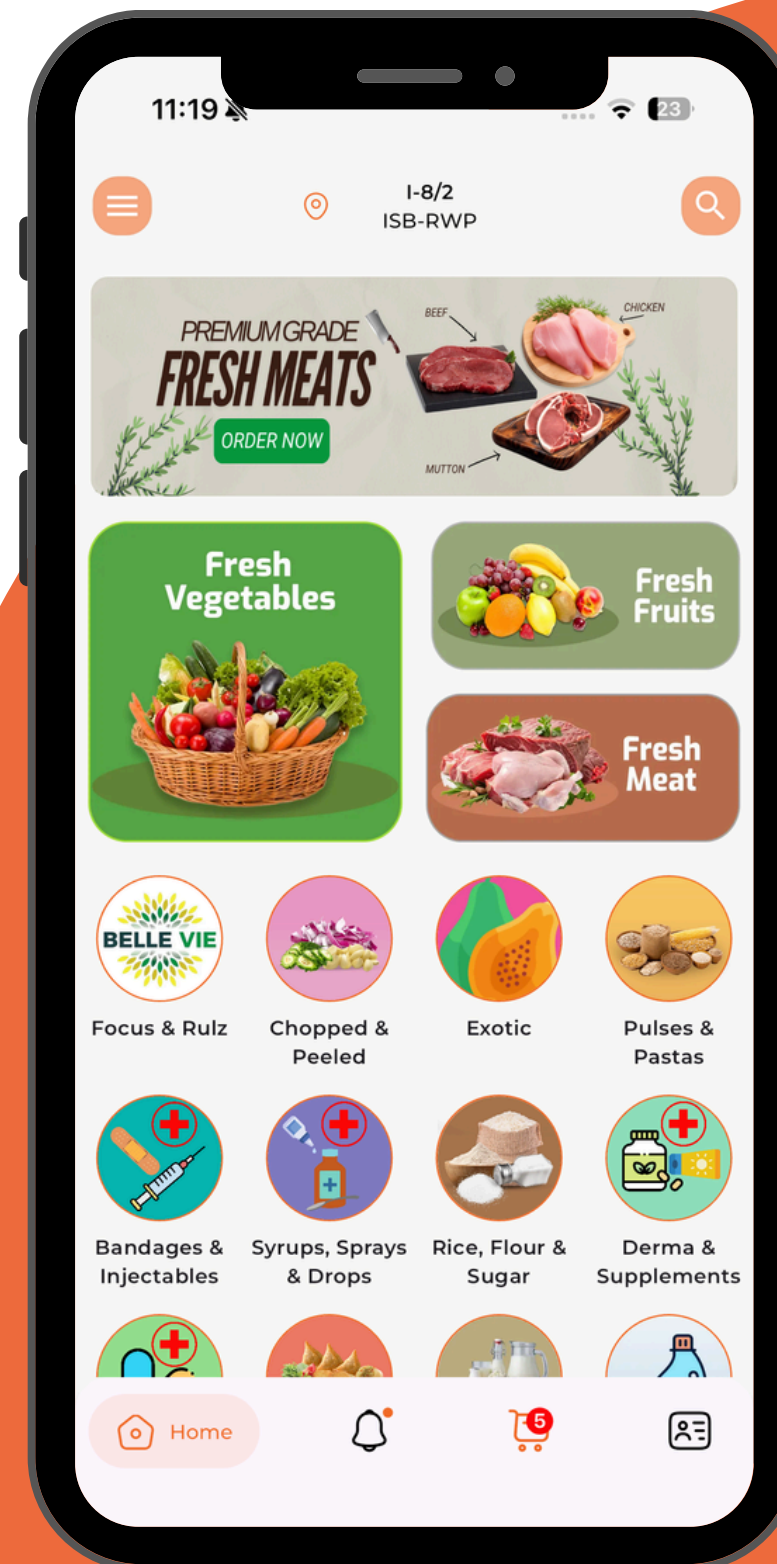 11:19
23
I-8/2
ISB-RWP
PREMIUM GRADE
FRESH MEATS
ORDER NOW
BEEF
CHICKEN
MUTTON
Fresh
Vegetables
Fresh
Fruits
Fresh
Meat
BELLE VIE
Focus & Rulz
Chopped &
Peeled
Exotic
Pulses &
Pastas
Bandages &
Injectables
Syrups, Sprays
& Drops
Rice, Flour &
Sugar
Derma &
Supplements
Home
5